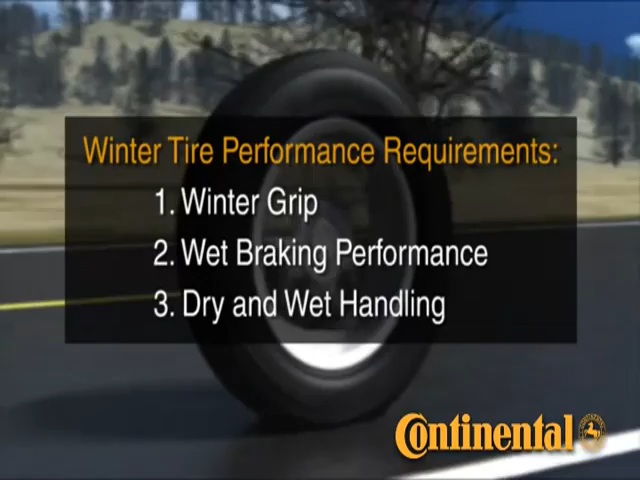 Winter Tire Performance Requirements:
1. Winter Grip
2. Wet Braking Performance
3. Dry and Wet Handling
Continental